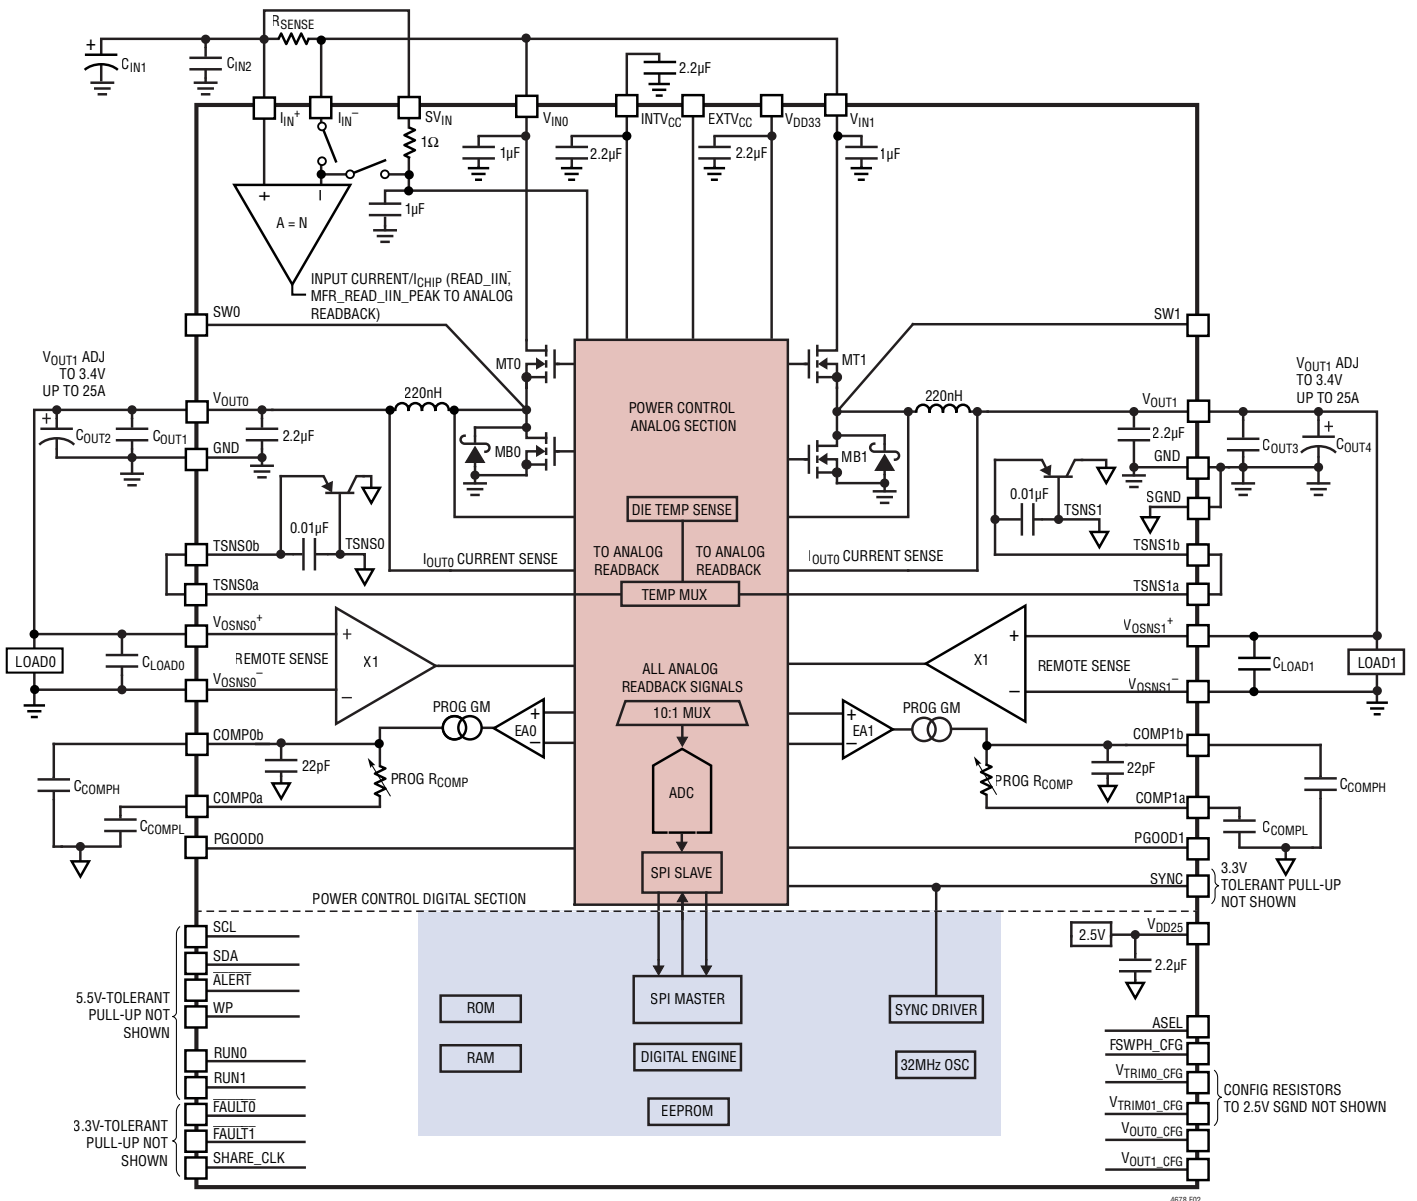 RSENSE
+
CIN1
CIN2
2.2µF
IIN+
IIN−
SVIN
VIN0
INTVCC
EXTVCC
VDD33
VIN1
1Ω
1µF
2.2µF
2.2µF
1µF
1µF
+
−
A = N
INPUT CURRENT/ICHIP (READ_IIN,
MFR_READ_IIN_PEAK TO ANALOG
READBACK)
SW0
SW1
MT0
MT1
VOUT1 ADJ
TO 3.4V
UP TO 25A
VOUT1 ADJ
TO 3.4V
UP TO 25A
220nH
220nH
VOUT0
VOUT1
POWER CONTROL
ANALOG SECTION
+
COUT2
COUT1
2.2µF
GND
MB0
MB1
2.2µF
GND
COUT3
+
COUT4
SGND
DIE TEMP SENSE
0.01µF
TSNS0
0.01µF
TSNS1
TSNS0b
TSNS1b
IOUT0 CURRENT SENSE
TO ANALOG
READBACK
TO ANALOG
READBACK
IOUT0 CURRENT SENSE
TSNS0a
TEMP MUX
TSNS1a
VOSNS0+
VOSNS1+
+
X1
−
+
X1
−
LOAD0
CLOAD0
REMOTE SENSE
REMOTE SENSE
CLOAD1
LOAD1
VOSNS0−
VOSNS1−
ALL ANALOG
READBACK SIGNALS
10:1 MUX
PROG GM
+
EA0
−
+
EA1
−
PROG GM
COMP0b
COMP1b
22pF
PROG RCOMP
PROG RCOMP
22pF
CCOMPH
CCOMPH
ADC
COMP0a
COMP1a
CCOMPL
CCOMPL
PGOOD0
PGOOD1
SPI SLAVE
SYNC
3.3V
TOLERANT PULL-UP
NOT SHOWN
POWER CONTROL DIGITAL SECTION
SCL
SDA
ALERT
WP
5.5V-TOLERANT
PULL-UP NOT
SHOWN
RUN0
RUN1
FAULT0
FAULT1
SHARE_CLK
3.3V-TOLERANT
PULL-UP NOT
SHOWN
ROM
RAM
SPI MASTER
DIGITAL ENGINE
EEPROM
SYNC DRIVER
32MHz OSC
2.5V
VDD25
2.2µF
ASEL
FSWPH_CFG
VTRIM0_CFG
VTRIM01_CFG
VOUT0_CFG
VOUT1_CFG
CONFIG RESISTORS
TO 2.5V SGND NOT SHOWN
4678 F02